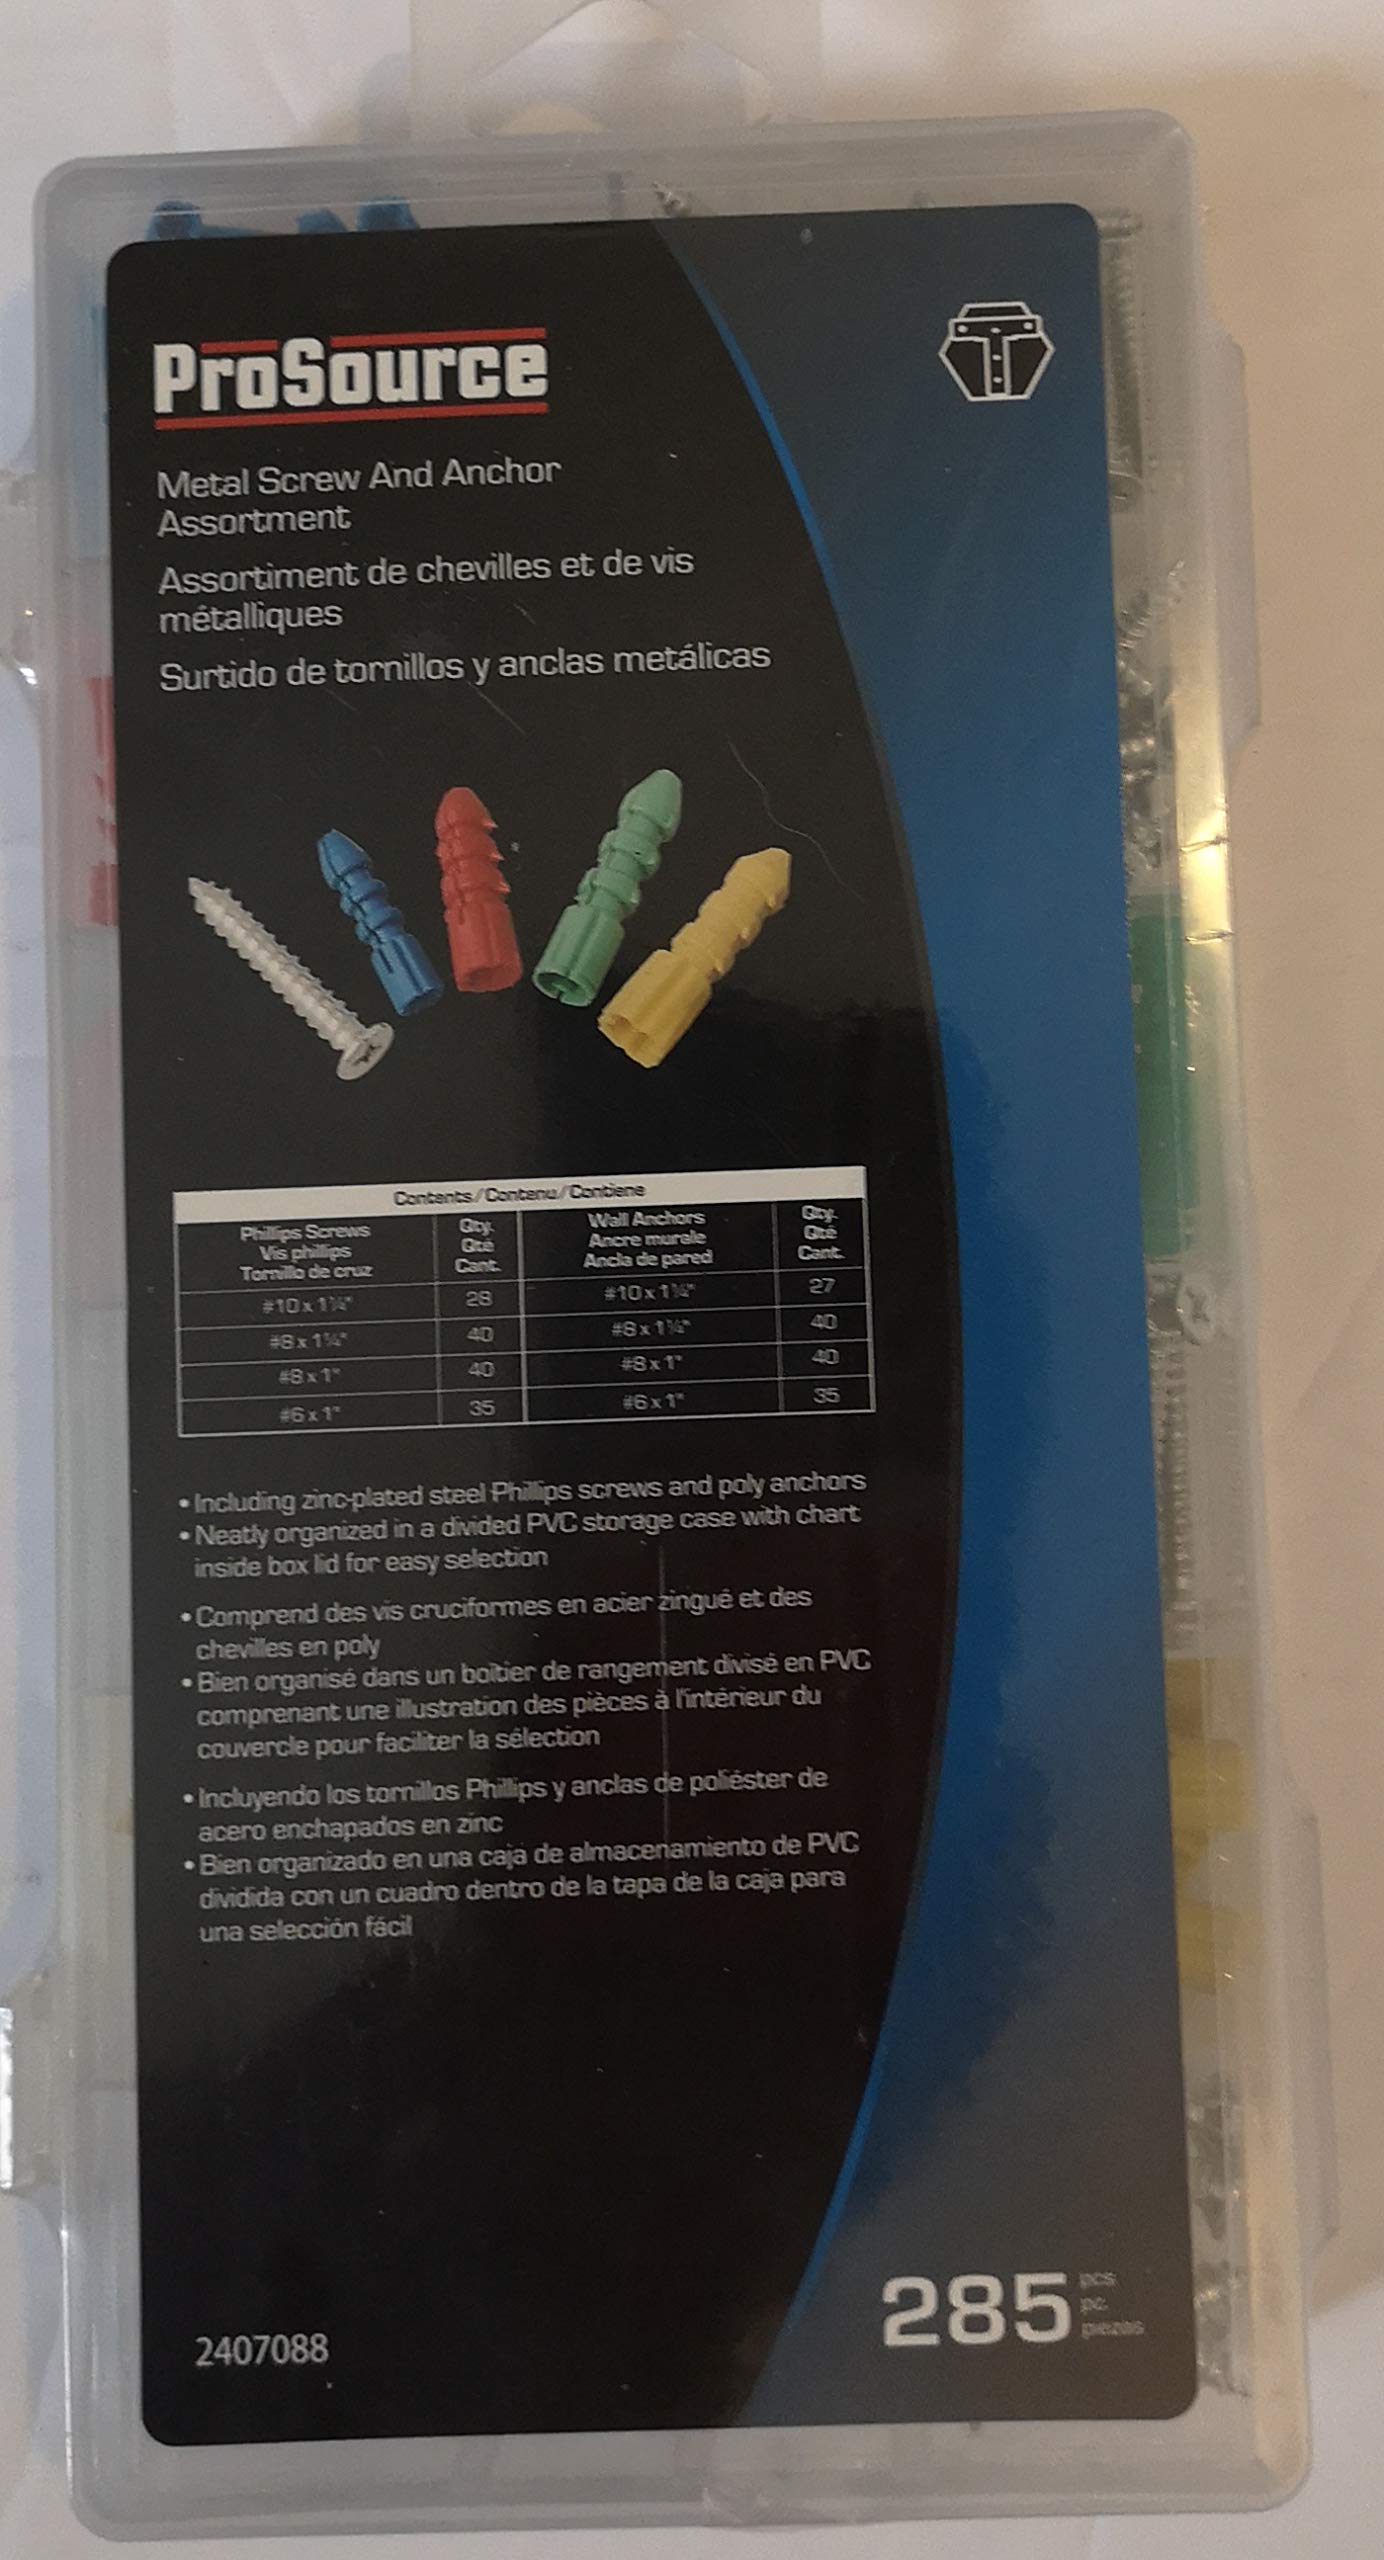 ProSource
Metal Screw And Anchor
Assortment
Assortiment de chevilles et de vis
métalliques
Surtido de tornillos y anclas metálicas
Contents/Contenu/Contiene
Phillips Screws
Vis phillips
Tornillo de cruz
Qty.
Qté
Cant.
Wall Anchors
Ancre murale
Ancla de pared
Qty.
Qté
Cant.
#10 x 1¼" 28 #10 x 1¼" 27
#8 x 1¼" 40 #8 x 1¼" 40
#8 x 1" 40 #8 x 1" 40
#6 x 1" 35 #6 x 1" 35
• Including zinc-plated steel Phillips screws and poly anchors
• Neatly organized in a divided PVC storage case with chart
inside box lid for easy selection
• Comprend des vis cruciformes en acier zingué et des
chevilles en poly
• Bien organisé dans un boîtier de rangement divisé en PVC
comprenant une illustration des pièces à l'intérieur du
couvercle pour faciliter la sélection
• Incluyendo los tornillos Phillips y anclas de poliéster de
acero enchapados en zinc
• Bien organizado en una caja de almacenamiento de PVC
dividida con un cuadro dentro de la tapa de la caja para
una selección fácil
2407088
285
pcs
pc.
piezas